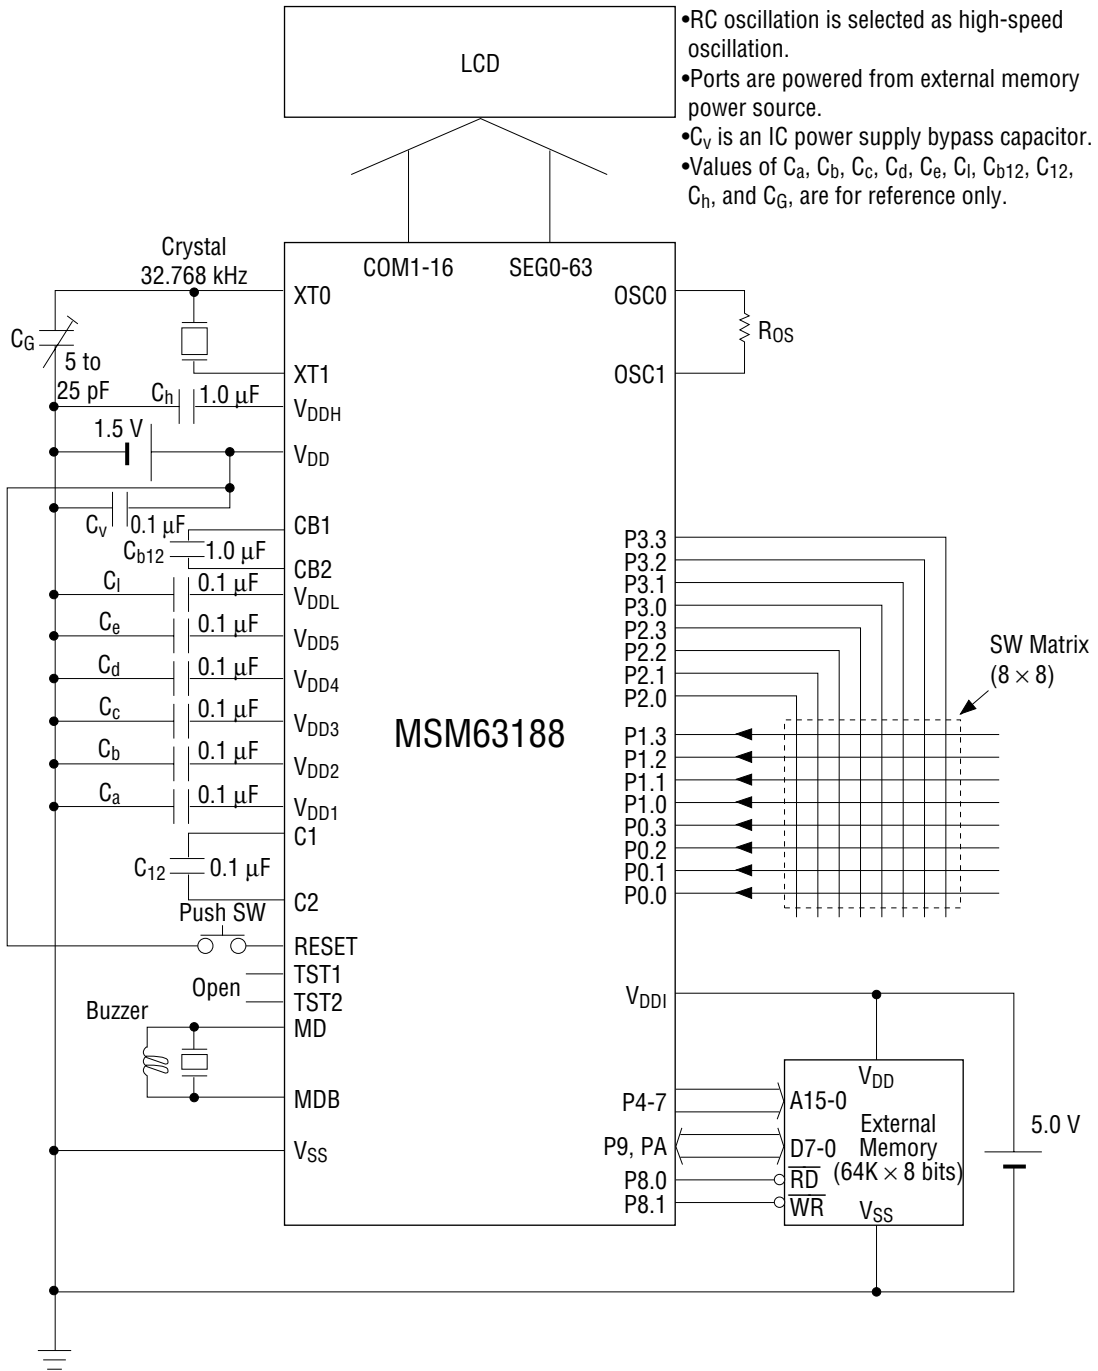 LCD
•RC oscillation is selected as high-speed
oscillation.
•Ports are powered from external memory
power source.
•Cv is an IC power supply bypass capacitor.
•Values of Ca, Cb, Cc, Cd, Ce, Cl, Cb12, C12,
Ch, and CG, are for reference only.
Crystal
32.768 kHz
COM1-16
SEG0-63
XT0
OSC0
CG
5 to
25 pF
ROS
XT1
OSC1
Ch
1.0 µF
VDDH
1.5 V
VDD
Cv
0.1 µF
CB1
Cb12
1.0 µF
CB2
Cl
0.1 µF
VDDL
Ce
0.1 µF
VDD5
Cd
0.1 µF
VDD4
Cc
0.1 µF
VDD3
Cb
0.1 µF
VDD2
Ca
0.1 µF
VDD1
C1
C12
0.1 µF
C2
Push SW
RESET
TST1
Open
TST2
Buzzer
MD
MDB
VSS
MSM63188
P3.3
P3.2
P3.1
P3.0
P2.3
P2.2
P2.1
P2.0
SW Matrix
(8 × 8)
P1.3
P1.2
P1.1
P1.0
P0.3
P0.2
P0.1
P0.0
VDDI
P4-7
P9, PA
P8.0
P8.1
VDD
A15-0
External
Memory
(64K × 8 bits)
D7-0
RD
WR
VSS
5.0 V